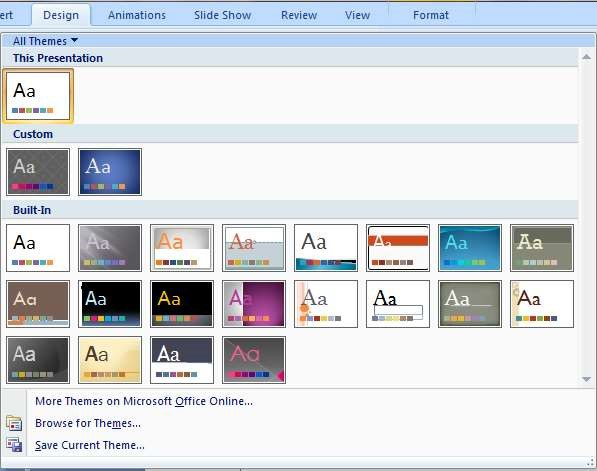 ert Design Animations Slide Show Review View Format
All Themes
This Presentation
Aa
Custom
Aa Aa
Built-In
Aa Aa Aa Aa Aa Aa Aa Aa
Aa Aa Aa Aa Aa Aa Aa Aa
Aa Aa Aa Aa
More Themes on Microsoft Office Online...
Browse for Themes...
Save Current Theme...